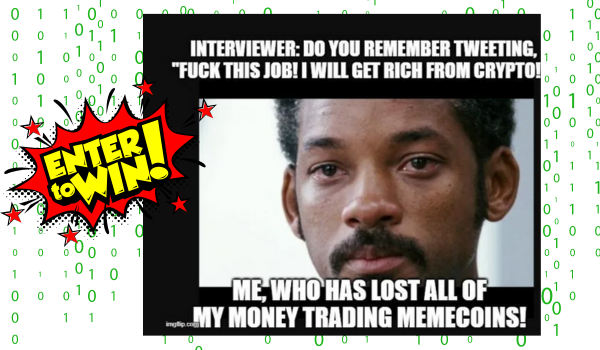 INTERVIEWER: DO YOU REMEMBER TWEETING,
"FUCK THIS JOB! I WILL GET RICH FROM CRYPTO!
ENTER
to WIN!
ME, WHO HAS LOST ALL OF
MY MONEY TRADING MEMECOINS!
imgflip.co